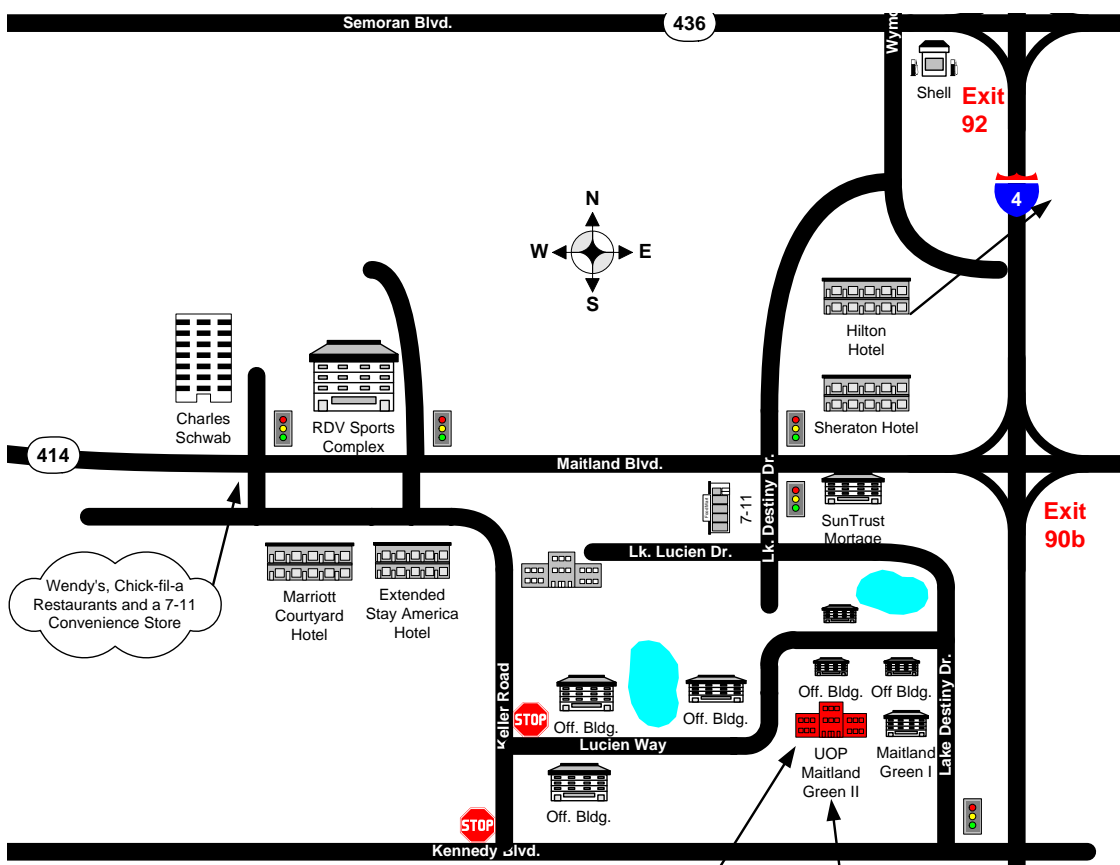 Semoran Blvd.
436
Wymo
Shell
Exit
92
4
N
W
E
S
Hilton
Hotel
Charles
Schwab
RDV Sports
Complex
Sheraton Hotel
414
Maitland Blvd.
Lk. Destiny Dr.
7-11
SunTrust
Mortage
Exit
90b
Lk. Lucien Dr.
Wendy's, Chick-fil-a
Restaurants and a 7-11
Convenience Store
Marriott
Courtyard
Hotel
Extended
Stay America
Hotel
Keller Road
STOP
Off. Bldg.
Off. Bldg.
Off. Bldg.
Off Bldg.
Lucien Way
UOP
Maitland
Green II
Maitland
Green I
Lake Destiny Dr.
Off. Bldg.
STOP
Kennedy Blvd.